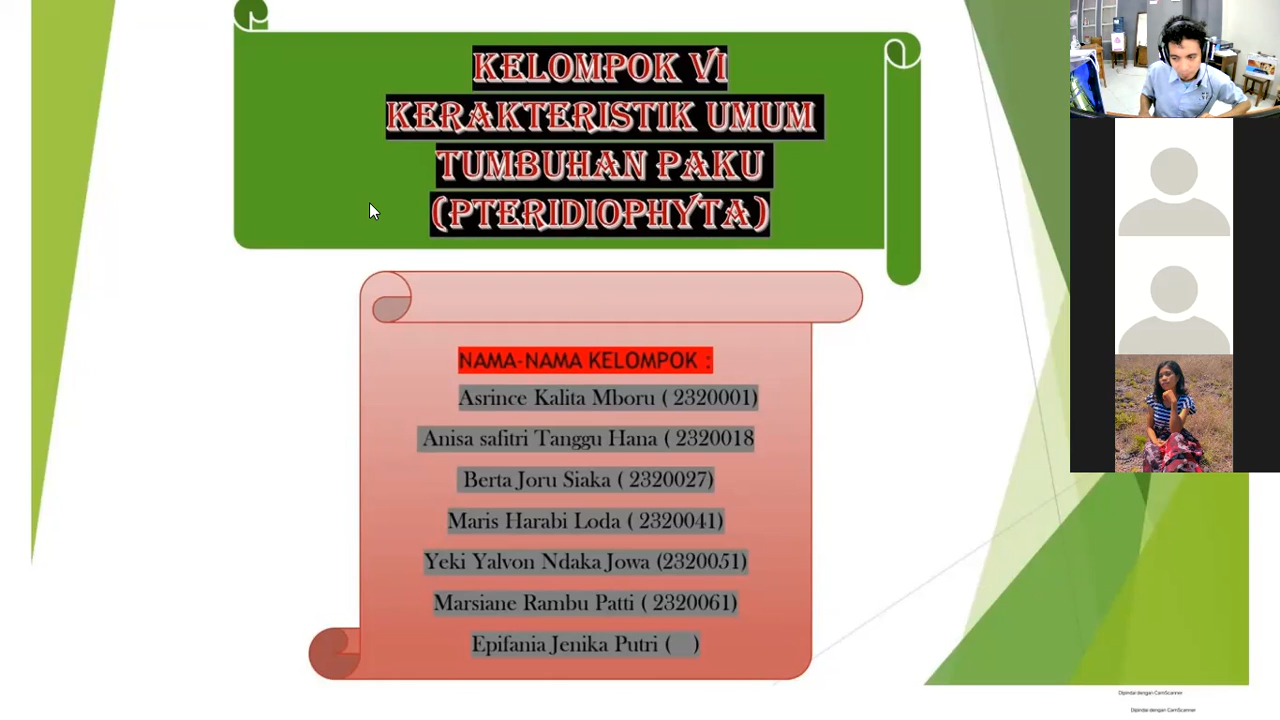 KELOMPOK VI
KERAKTERISTIK UMUM
TUMBUHAN PAKU
(PTERIDIOPHYTA)
NAMA-NAMA KELOMPOK :
Asrince Kalita Mboru ( 2320001)
Anisa safitri Tanggu Hana ( 2320018
Berta Joru Siaka ( 2320027)
Maris Harabi Loda ( 2320041)
Yeki Yalvon Ndaka Jowa (2320051)
Marsiane Rambu Patti ( 2320061)
Epifania Jenika Putri ( )
Dipindai dengan CamScanner
Dipindai dengan CamScanner